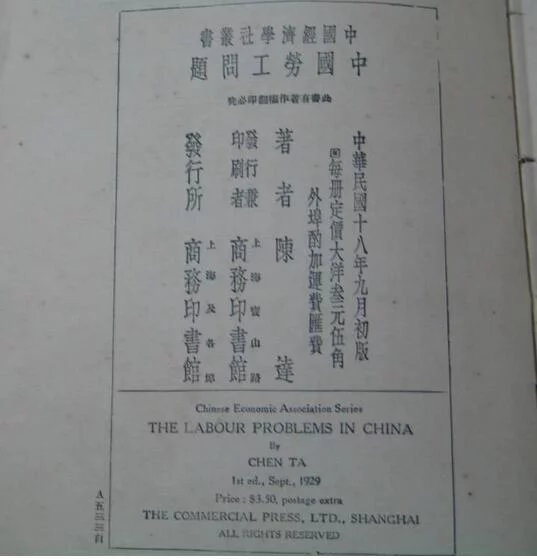 中國經濟學社叢書
中國勞工問題
此書有著作權翻印必究
中華民國十八年九月初版
每册定價大洋叁元伍角
外埠酌加運費匯費
著者 陳達
發行兼印刷者 上海寶山路 商務印書館
發行所 上海及各埠 商務印書館
Chinese Economic Association Series
THE LABOUR PROBLEMS IN CHINA
By
CHEN TA
1st ed., Sept., 1929
Price : $3.50, postage extra
THE COMMERCIAL PRESS, LTD., SHANGHAI
ALL RIGHTS RESERVED
A五三三自